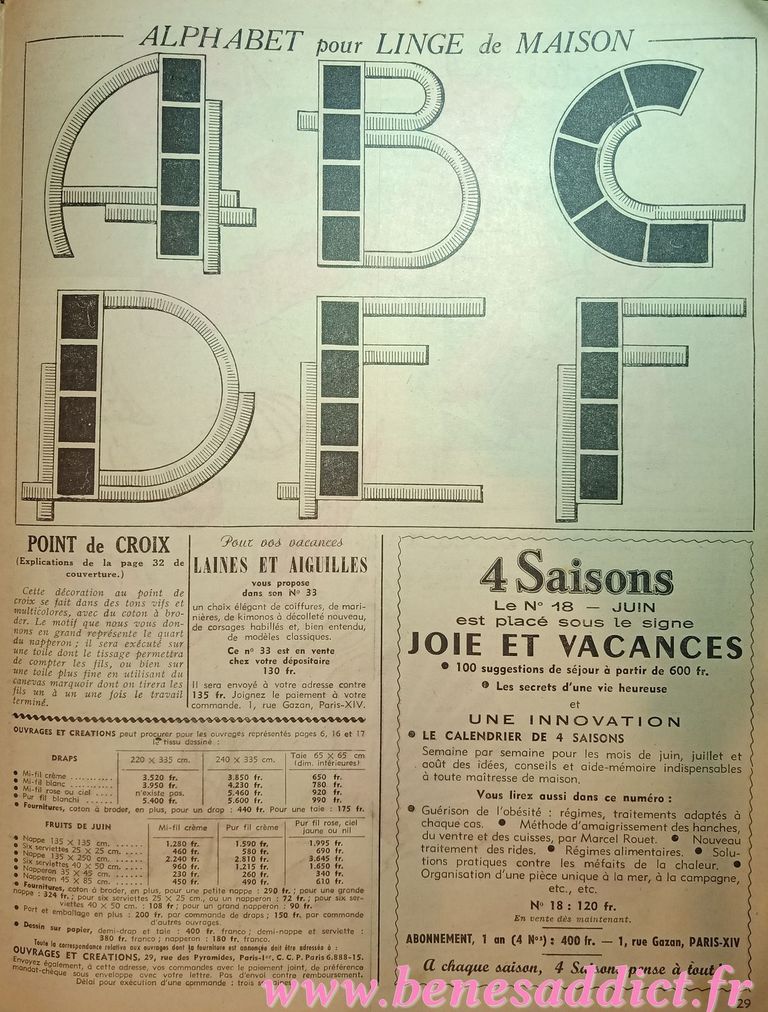 ALPHABET pour LINGE de MAISON
A B C
D E F
POINT de CROIX
(Explications de la page 32 de
couverture.)
Cette décoration au point de
croix se fait dans des tons vifs et
multicolores, avec du coton à bro-
der. Le motif que nous vous don-
nons en grand représente le quart
du napperon ; il sera exécuté sur
une toile dont le tissage permettra
de compter les fils, ou bien sur
une toile plus fine en utilisant du
canevas marquoir dont on tirera les
fils un à un une fois le travail
terminé.
Pour vos vacances
LAINES ET AIGUILLES
vous propose
dans son No 33
un choix élégant de coiffures, de mari-
nières, de kimonos à décolleté nouveau,
de corsages habillés et, bien entendu,
de modèles classiques.
Ce no 33 est en vente
chez votre dépositaire
130 fr.
Il sera envoyé à votre adresse contre
135 fr. Joignez le paiement à votre
commande. 1, rue Gazan, Paris-XIV.
OUVRAGES ET CREATIONS peut procurer pour les ouvrages représentés pages 6, 16 et 17
le tissu dessiné :
DRAPS 220 X 335 cm. 240 X 335 cm. Taie 65 X 65 cm (dim. intérieures)
● Mi-fil crème .......... 3.520 fr. 3.850 fr. 650 fr.
● Mi-fil blanc .......... 3.950 fr. 4.230 fr. 780 fr.
● Mi-fil rose ou ciel .... n'existe pas. 5.460 fr. 920 fr.
● Pur fil blanchi ..... 5.400 fr. 5.600 fr. 990 fr.
● Fournitures, coton à broder, en plus, pour un drap : 440 fr. Pour une taie : 175 fr.
FRUITS DE JUIN Mi-fil crème Pur fil crème Pur fil rose, ciel jaune ou nil
● Nappe 135 X 135 cm. ...... 1.280 fr. 1.590 fr. 1.995 fr.
● Six serviettes 25 X 25 cm. .. 460 fr. 580 fr. 690 fr.
● Nappe 135 X 250 cm. ...... 2.240 fr. 2.810 fr. 3.645 fr.
● Six serviettes 40 X 50 cm. .. 960 fr. 1.215 fr. 1.650 fr.
● Napperon 35 X 45 cm. ..... 230 fr. 260 fr. 340 fr.
● Napperon 45 X 85 cm. ...... 450 fr. 490 fr. 610 fr.
● Fournitures, coton à broder, en plus, pour une petite nappe : 290 fr. ; pour une grande
nappe : 324 fr. ; pour six serviettes 25 X 25 cm., ou un napperon : 72 fr. ; pour six ser-
viettes 40 X 50 cm. : 108 fr ; pour un grand napperon : 90 fr.
● Port et emballage en plus : 200 fr. par commande de draps ; 150 fr. par commande
d'autres ouvrages.
● Dessin sur papier, demi-drap et taie : 400 fr. franco ; demi-nappe et serviette :
380 fr. franco ; napperon : 180 fr. franco.
Toute la correspondance relative aux ouvrages dont la fourniture est annoncée doit être adressée à :
OUVRAGES ET CREATIONS, 29, rue des Pyramides, Paris-Ier. C. C. P. Paris 6.888-15.
Envoyez également, à cette adresse, vos commandes avec le paiement joint, de préférence
mandat-chèque sous enveloppe avec votre lettre. Pas d'envoi contre remboursement.
Délai pour exécution d'une commande : trois semaines.
4 Saisons
Le No 18 — JUIN
est placé sous le signe
JOIE ET VACANCES
● 100 suggestions de séjour à partir de 600 fr.
● Les secrets d'une vie heureuse
et
UNE INNOVATION
● LE CALENDRIER DE 4 SAISONS
Semaine par semaine pour les mois de juin, juillet et
août des idées, conseils et aide-mémoire indispensables
à toute maitresse de maison.
Vous lirez aussi dans ce numéro :
● Guérison de l'obésité : régimes, traitements adaptés à
chaque cas. ● Méthode d'amaigrissement des hanches,
du ventre et des cuisses, par Marcel Rouet. ● Nouveau
traitement des rides. ● Régimes alimentaires. ● Solu-
tions pratiques contre les méfaits de la chaleur. ●
Organisation d'une pièce unique à la mer, à la campagne,
etc., etc.
No 18 : 120 fr.
En vente dès maintenant.
ABONNEMENT, 1 an (4 Nos) : 400 fr. — 1, rue Gazan, PARIS-XIV
A chaque saison, 4 Saisons pense à tout !
www.benesaddict.fr
29